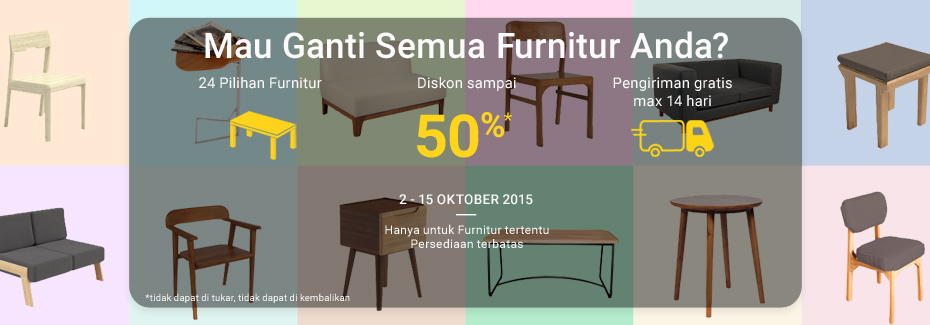 Mau Ganti Semua Furnitur Anda?
24 Pilihan Furnitur
Diskon sampai
50%*
Pengiriman gratis
max 14 hari
2 - 15 OKTOBER 2015
Hanya untuk Furnitur tertentu
Persediaan terbatas
*tidak dapat di tukar, tidak dapat di kembalikan